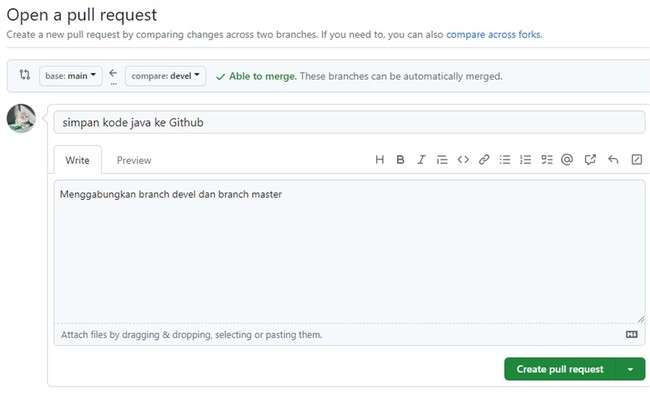 Open a pull request
Create a new pull request by comparing changes across two branches. If you need to, you can also compare across forks.
base: main
...
compare: devel
Able to merge. These branches can be automatically merged.
simpan kode java ke Github
Write Preview
Menggabungkan branch devel dan branch master
Attach files by dragging & dropping, selecting or pasting them.
Create pull request